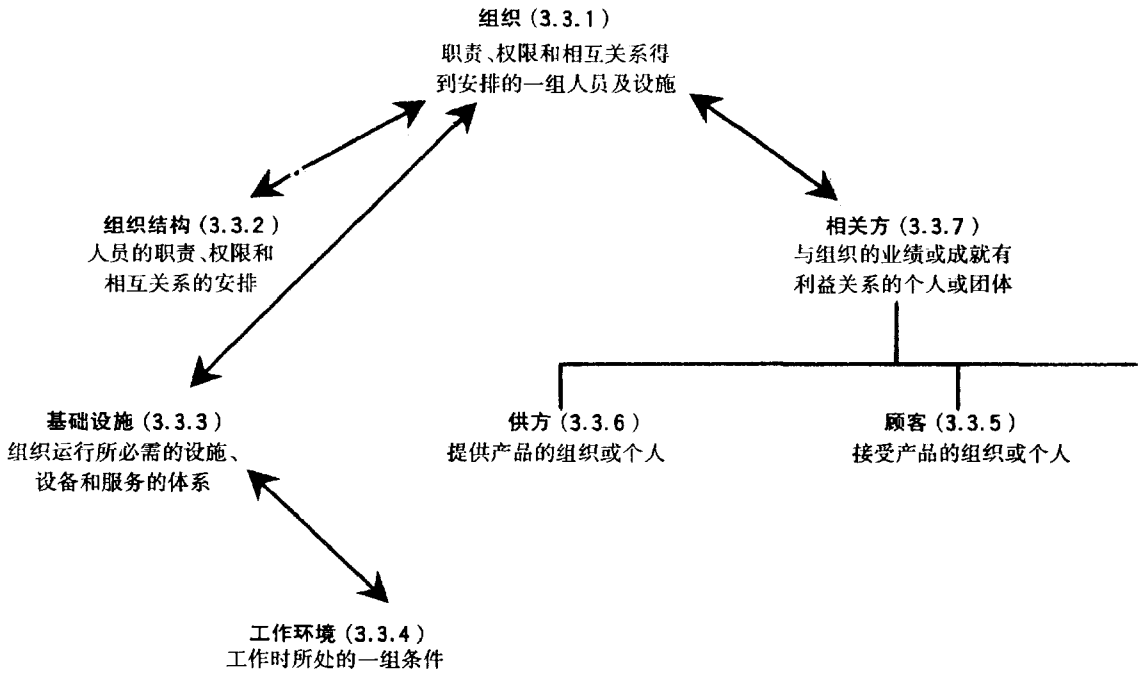 组织(3.3.1)
职责、权限和相互关系得
到安排的一组人员及设施
组织结构(3.3.2)
人员的职责、权限和
相互关系的安排
相关方(3.3.7)
与组织的业绩或成就有
利益关系的个人或团体
基础设施(3.3.3)
组织运行所必需的设施、
设备和服务的体系
供方(3.3.6)
提供产品的组织或个人
顾客(3.3.5)
接受产品的组织或个人
工作环境(3.3.4)
工作时所处的一组条件